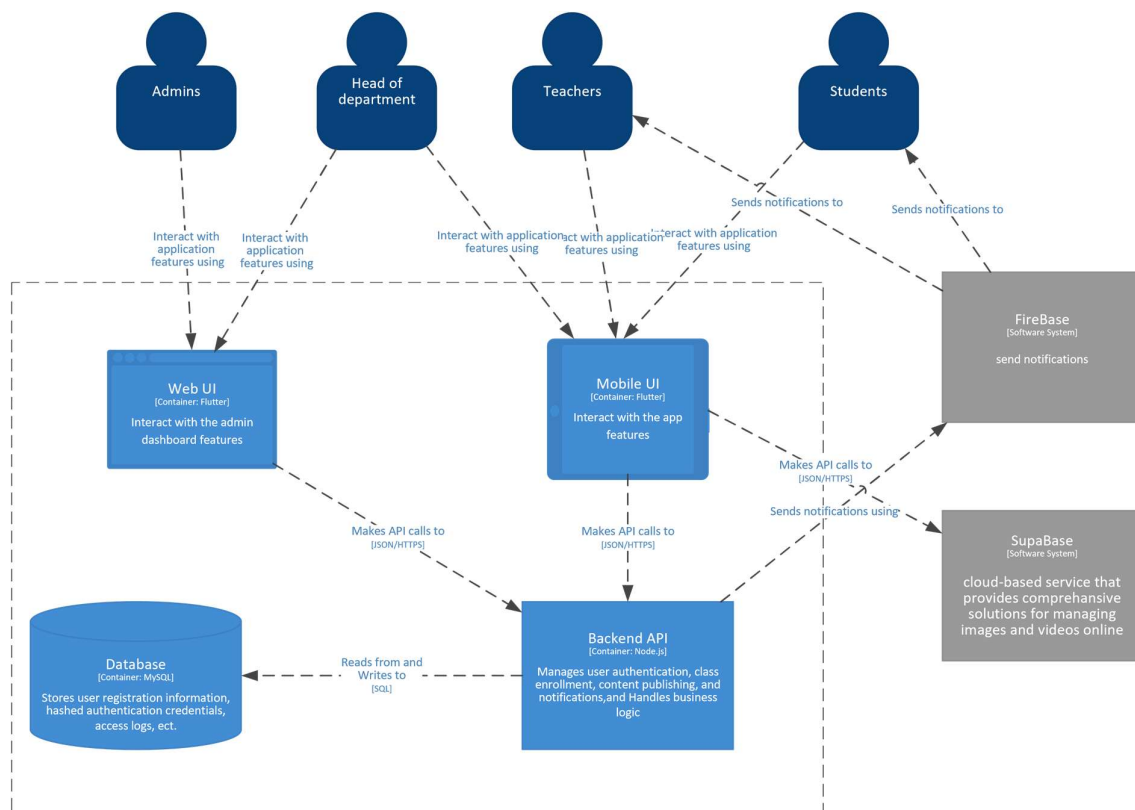 Admins
Head of
department
Teachers
Students
Sends notifications to
Sends notifications to
Interact with
application
features using
Interact with
application
features using
Interact with application
features using
act with application
features using
teract with application
features using
FireBase
[Software System]
send notifications
Web UI
[Container: Flutter]
Interact with the admin
dashboard features
Mobile UI
[Container: Flutter]
Interact with the app
features
Makes API calls to
[JSON/HTTPS]
Sends notifications using
Makes API calls to
[JSON/HTTPS]
Makes API calls to
[JSON/HTTPS]
SupaBase
[Software System]
cloud-based service that
provides comprehansive
solutions for managing
images and videos online
Database
[Container: MySQL]
Stores user registration information,
hashed authentication credentials,
access logs, ect.
Reads from and
Writes to
[SQL]
Backend API
[Container: Node.js]
Manages user authentication, class
enrollment, content publishing, and
notifications,and Handles business
logic